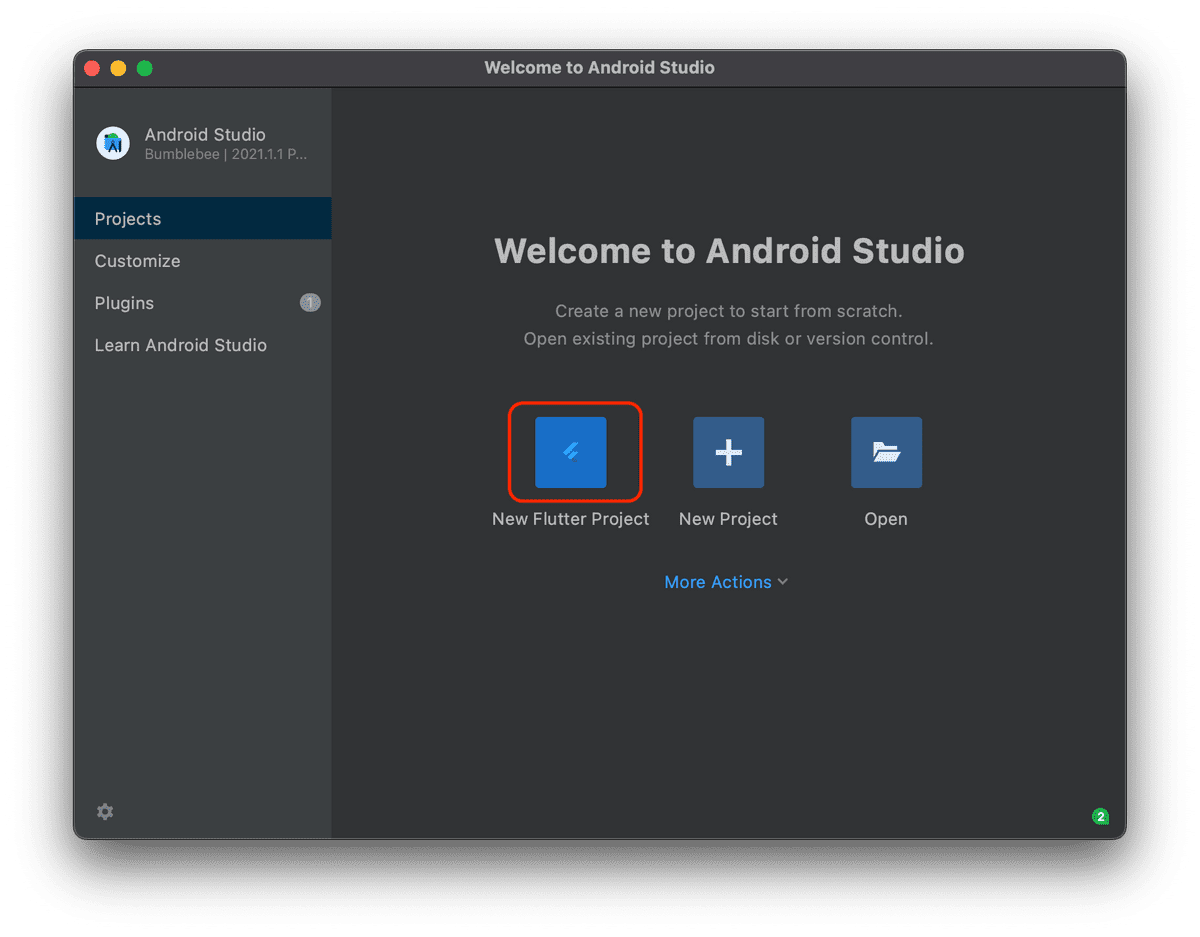 Welcome to Android Studio
Android Studio
Bumblebee | 2021.1.1 P...
Projects
Customize
Plugins
1
Learn Android Studio
Welcome to Android Studio
Create a new project to start from scratch.
Open existing project from disk or version control.
New Flutter Project
New Project
Open
More Actions
2